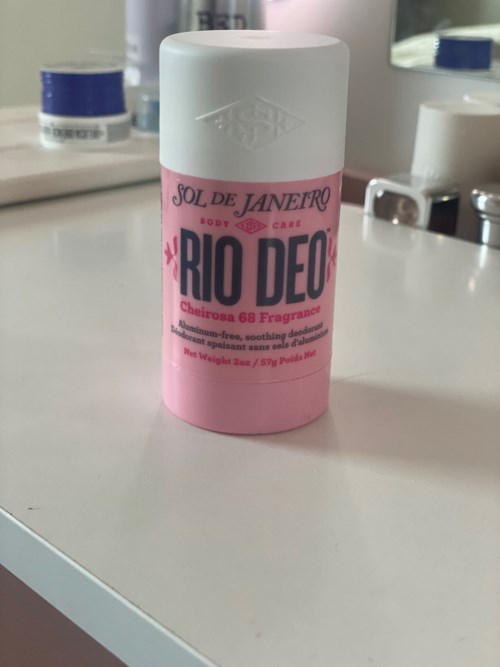 SOL DE JANEIRO
BODY CARE
RIO DEO™
Cheirosa 68 Fragrance
Aluminum-free, soothing deodorant
Déodorant apaisant sans sels d'aluminium
Net Weight 2oz / 57g Poids Net